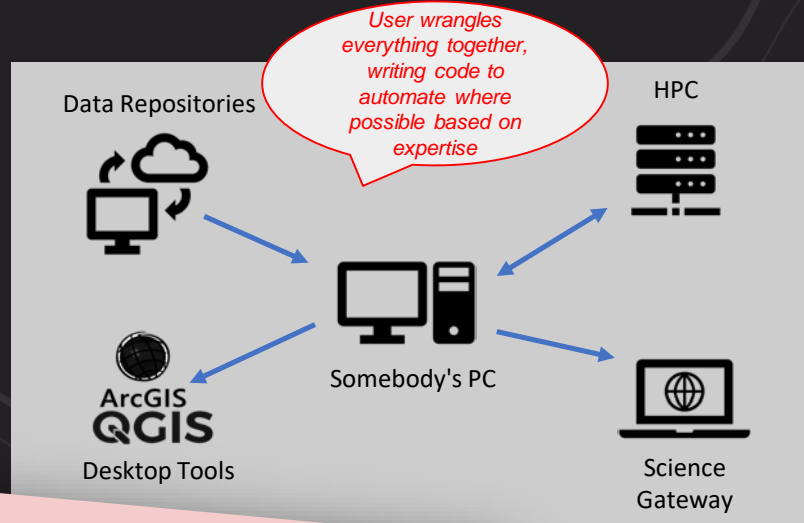 User wrangles
everything together,
writing code to
automate where
possible based on
expertise
Data Repositories
HPC
Somebody's PC
ArcGIS
QGIS
Desktop Tools
Science
Gateway